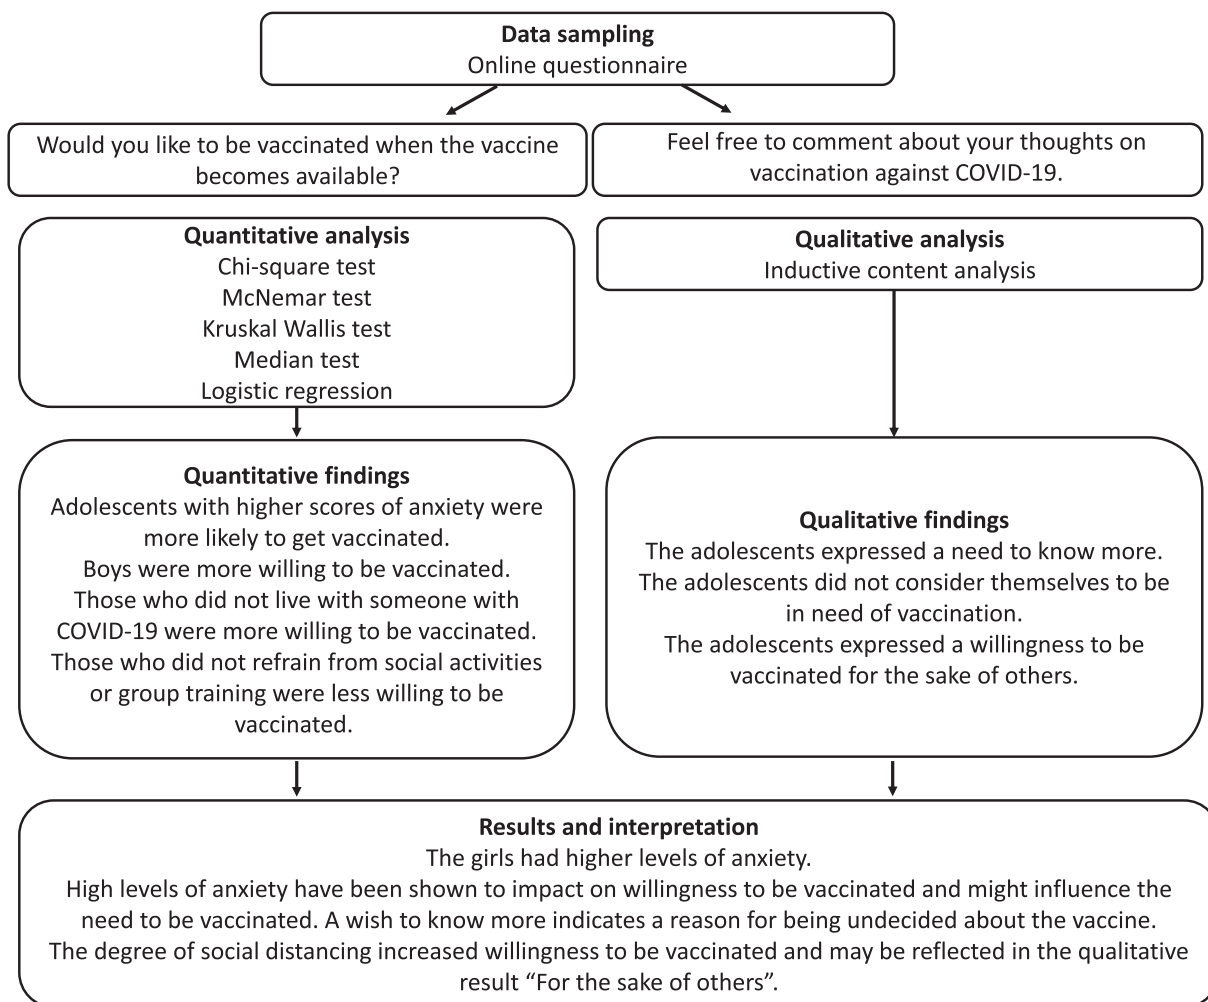 Data sampling
Online questionnaire
Would you like to be vaccinated when the vaccine
becomes available?
Feel free to comment about your thoughts on
vaccination against COVID-19.
Quantitative analysis
Chi-square test
McNemar test
Kruskal Wallis test
Median test
Logistic regression
Qualitative analysis
Inductive content analysis
Quantitative findings
Adolescents with higher scores of anxiety were
more likely to get vaccinated.
Boys were more willing to be vaccinated.
Those who did not live with someone with
COVID-19 were more willing to be vaccinated.
Those who did not refrain from social activities
or group training were less willing to be
vaccinated.
Qualitative findings
The adolescents expressed a need to know more.
The adolescents did not consider themselves to be
in need of vaccination.
The adolescents expressed a willingness to be
vaccinated for the sake of others.
Results and interpretation
The girls had higher levels of anxiety.
High levels of anxiety have been shown to impact on willingness to be vaccinated and might influence the
need to be vaccinated. A wish to know more indicates a reason for being undecided about the vaccine.
The degree of social distancing increased willingness to be vaccinated and may be reflected in the qualitative
result “For the sake of others”.